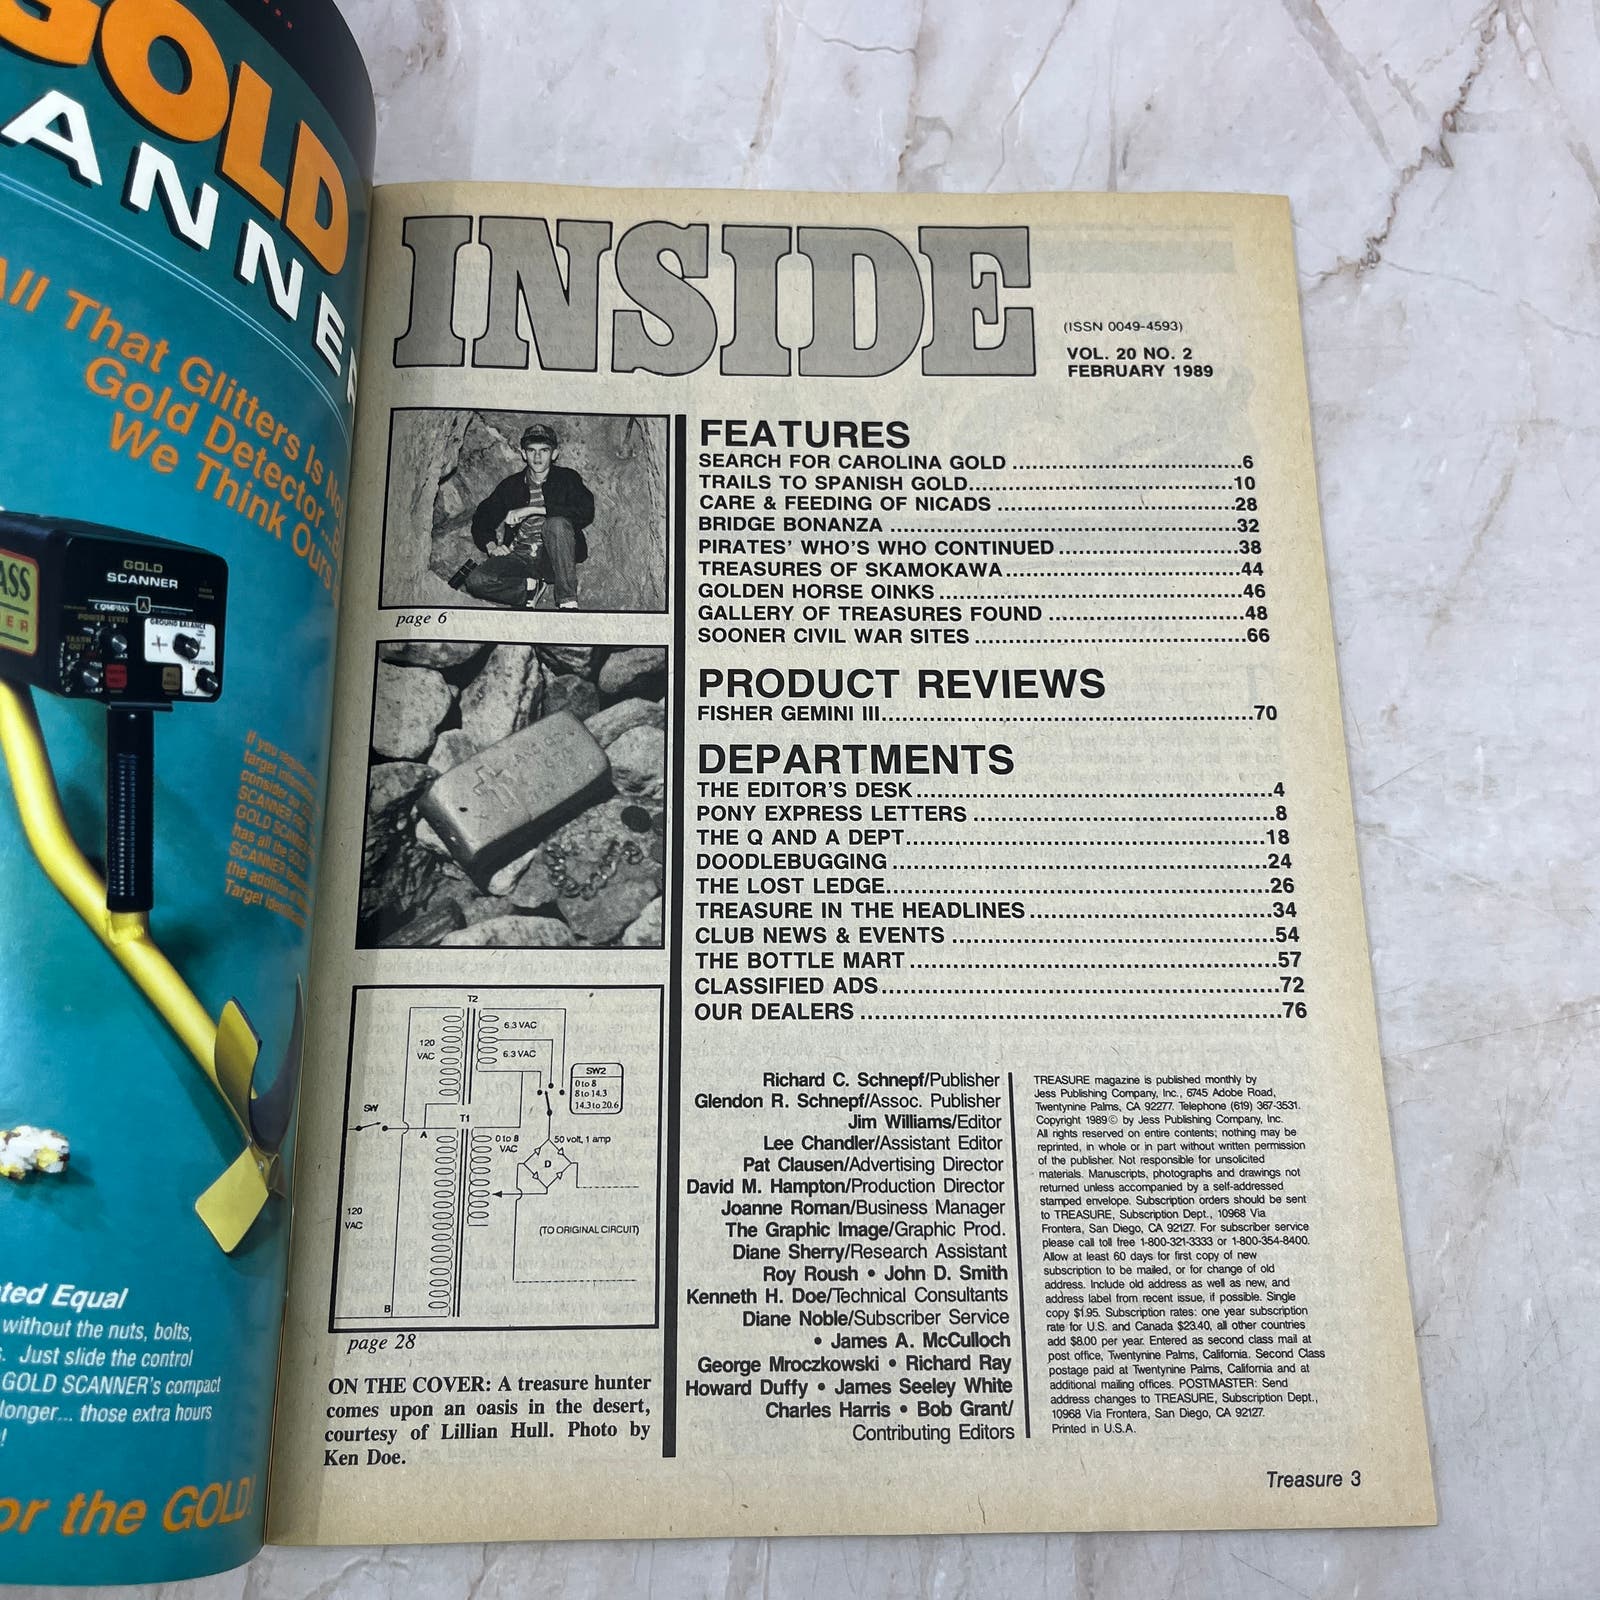 GOLD
ANNER
All That Glitters Is No
Gold Detector...B
We Think Ours
GOLD
SCANNER
COMPASS
POWER LEVEL
GROUND BALANCE
THRESHOLD
ASS
NER
If you
target
consider our
SCANNER
GOLD SCANNER
has all the GOLD
SCANNER
the addition of
Target Identification
ted Equal
without the nuts, bolts,
s. Just slide the control
GOLD SCANNER's compact
longer... those extra hours
!
or the GOLD!
INSIDE
(ISSN 0049-4593)
VOL. 20 NO. 2
FEBRUARY 1989
page 6
FEATURES
SEARCH FOR CAROLINA GOLD ........6
TRAILS TO SPANISH GOLD........10
CARE & FEEDING OF NICADS ........28
BRIDGE BONANZA ........32
PIRATES' WHO'S WHO CONTINUED ........38
TREASURES OF SKAMOKAWA........44
GOLDEN HORSE OINKS ........46
GALLERY OF TREASURES FOUND ........48
SOONER CIVIL WAR SITES ........66
PRODUCT REVIEWS
FISHER GEMINI III........70
DEPARTMENTS
THE EDITOR'S DESK ........4
PONY EXPRESS LETTERS ........8
THE Q AND A DEPT........18
DOODLEBUGGING ........24
THE LOST LEDGE........26
TREASURE IN THE HEADLINES ........34
CLUB NEWS & EVENTS ........54
THE BOTTLE MART ........57
CLASSIFIED ADS........72
OUR DEALERS ........76
T2
120
VAC
6.3 VAC
6.3 VAC
SW2
0 to 8
8 to 14.3
14.3 to 20.6
SW
T1
A
0 to 8
VAC
50 volt, 1 amp
D
120
VAC
(TO ORIGINAL CIRCUIT)
B
page 28
ON THE COVER: A treasure hunter
comes upon an oasis in the desert,
courtesy of Lillian Hull. Photo by
Ken Doe.
Richard C. Schnepf/Publisher
Glendon R. Schnepf/Assoc. Publisher
Jim Williams/Editor
Lee Chandler/Assistant Editor
Pat Clausen/Advertising Director
David M. Hampton/Production Director
Joanne Roman/Business Manager
The Graphic Image/Graphic Prod.
Diane Sherry/Research Assistant
Roy Roush • John D. Smith
Kenneth H. Doe/Technical Consultants
Diane Noble/Subscriber Service
• James A. McCulloch
George Mroczkowski • Richard Ray
Howard Duffy • James Seeley White
Charles Harris • Bob Grant/
Contributing Editors
TREASURE magazine is published monthly by
Jess Publishing Company, Inc., 6745 Adobe Road,
Twentynine Palms, CA 92277. Telephone (619) 367-3531.
Copyright 1989 © by Jess Publishing Company, Inc.
All rights reserved on entire contents; nothing may be
reprinted, in whole or in part without written permission
of the publisher. Not responsible for unsolicited
materials. Manuscripts, photographs and drawings not
returned unless accompanied by a self-addressed
stamped envelope. Subscription orders should be sent
to TREASURE, Subscription Dept., 10968 Via
Frontera, San Diego, CA 92127. For subscriber service
please call toll free 1-800-321-3333 or 1-800-354-8400.
Allow at least 60 days for first copy of new
subscription to be mailed, or for change of old
address. Include old address as well as new, and
address label from recent issue, if possible. Single
copy $1.95. Subscription rates: one year subscription
rate for U.S. and Canada $23.40, all other countries
add $8.00 per year. Entered as second class mail at
post office, Twentynine Palms, California. Second Class
postage paid at Twentynine Palms, California and at
additional mailing offices. POSTMASTER: Send
address changes to TREASURE, Subscription Dept.,
10968 Via Frontera, San Diego, CA 92127.
Printed in U.S.A.
Treasure 3